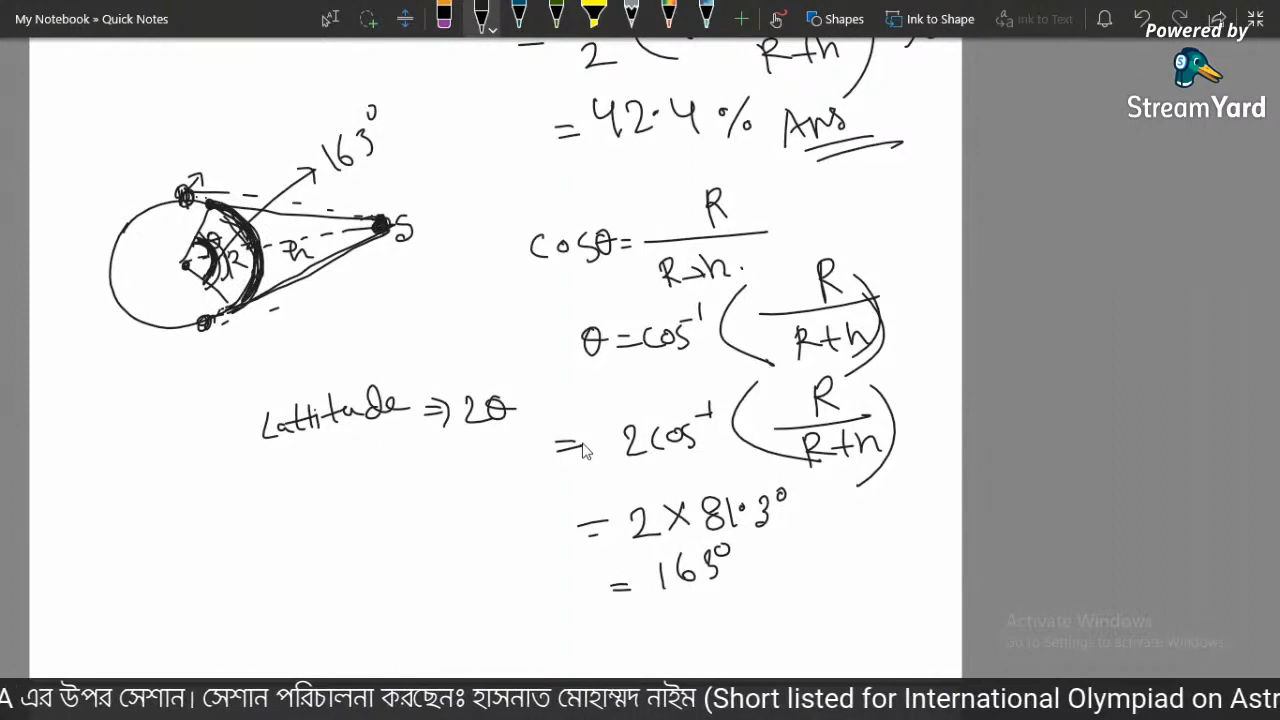 My Notebook » Quick Notes
Shapes
Ink to Shape
Ink to Text
Powered by
StreamYard
2
R+h
= 42.4 % Ans
163°
S
θ
R
h
cosθ = R / R+h.
θ = cos⁻¹ ( R / R+h )
Lattitude ⇒ 2θ
= 2cos⁻¹ ( R / R+h )
= 2 × 81.3°
= 163°
Activate Windows
Go to Settings to activate Windows.
A এর উপর সেশান। সেশান পরিচালনা করছেনঃ হাসনাত মোহাম্মদ নাইম (Short listed for International Olympiad on Astr